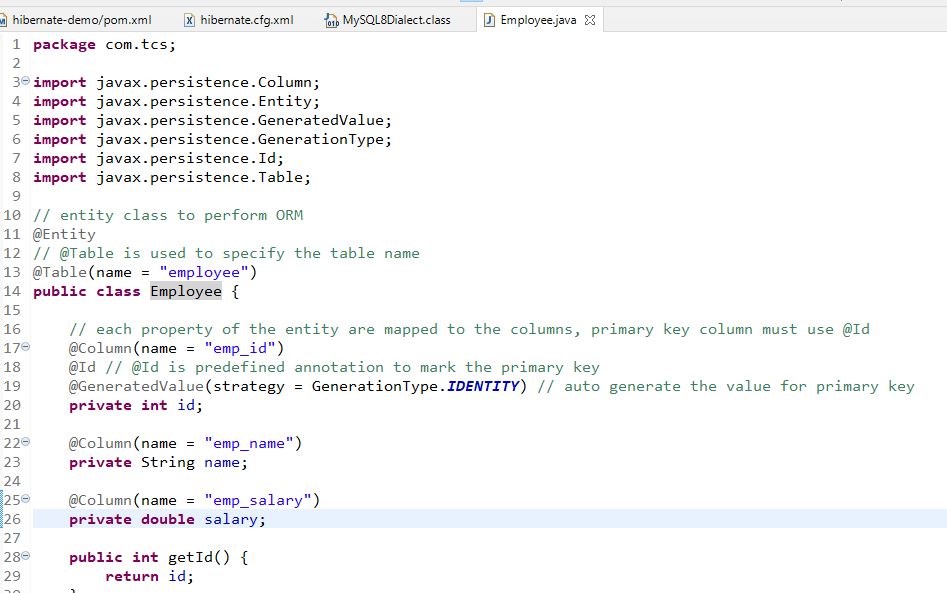 hibernate-demo/pom.xml hibernate.cfg.xml MySQL8Dialect.class Employee.java
1 package com.tcs;
2
3 import javax.persistence.Column;
4 import javax.persistence.Entity;
5 import javax.persistence.GeneratedValue;
6 import javax.persistence.GenerationType;
7 import javax.persistence.Id;
8 import javax.persistence.Table;
9
10 // entity class to perform ORM
11 @Entity
12 // @Table is used to specify the table name
13 @Table(name = "employee")
14 public class Employee {
15
16 // each property of the entity are mapped to the columns, primary key column must use @Id
17 @Column(name = "emp_id")
18 @Id // @Id is predefined annotation to mark the primary key
19 @GeneratedValue(strategy = GenerationType.IDENTITY) // auto generate the value for primary key
20 private int id;
21
22 @Column(name = "emp_name")
23 private String name;
24
25 @Column(name = "emp_salary")
26 private double salary;
27
28 public int getId() {
29 return id;